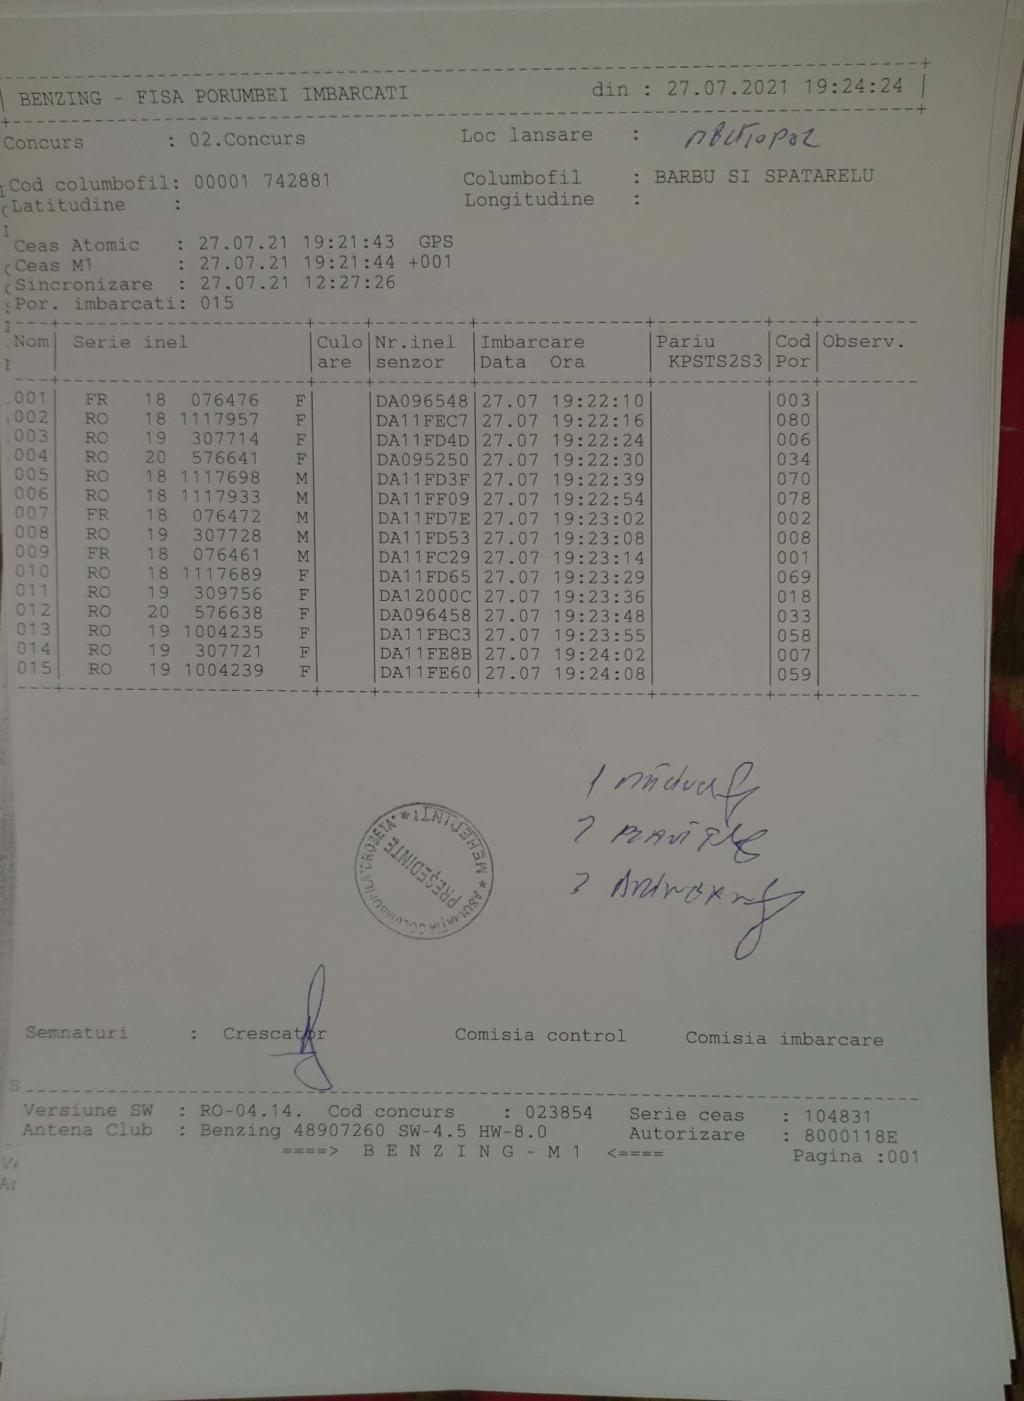 BENZING - FISA PORUMBEI IMBARCATI din : 27.07.2021 19:24:24
Concurs : 02.Concurs Loc lansare :
Cod columbofil: 00001 742881 Columbofil : BARBU SI SPATARELU
Latitudine : Longitudine :
Ceas Atomic : 27.07.21 19:21:43 GPS
Ceas M1 : 27.07.21 19:21:44 +001
Sincronizare : 27.07.21 12:27:26
Por. imbarcati: 015
Nom Serie inel Culo Nr.inel Imbarcare Pariu Cod Observ.
are senzor Data Ora KPSTS2S3 Por
001 FR 18 076476 F DA096548 27.07 19:22:10 003
002 RO 18 1117957 F DA11FEC7 27.07 19:22:16 080
003 RO 19 307714 F DA11FD4D 27.07 19:22:24 006
004 RO 20 576641 F DA095250 27.07 19:22:30 034
005 RO 18 1117698 M DA11FD3F 27.07 19:22:39 070
006 RO 18 1117933 M DA11FF09 27.07 19:22:54 078
007 FR 18 076472 M DA11FD7E 27.07 19:23:02 002
008 RO 19 307728 M DA11FD53 27.07 19:23:08 008
009 FR 18 076461 M DA11FC29 27.07 19:23:14 001
010 RO 18 1117689 F DA11FD65 27.07 19:23:29 069
011 RO 19 309756 F DA12000C 27.07 19:23:36 018
012 RO 20 576638 F DA096458 27.07 19:23:48 033
013 RO 19 1004235 F DA11FBC3 27.07 19:23:55 058
014 RO 19 307721 F DA11FE8B 27.07 19:24:02 007
015 RO 19 1004239 F DA11FE60 27.07 19:24:08 059
1
2
3
ASOCIAȚIA COLUMBOFILA "DROBETA" * MEHEDINTI *
PREȘEDINTE
Semnaturi : Crescator Comisia control Comisia imbarcare
Versiune SW : RO-04.14. Cod concurs : 023854 Serie ceas : 104831
Antena Club : Benzing 48907260 SW-4.5 HW-8.0 Autorizare : 8000118E
====> B E N Z I N G - M 1 <==== Pagina :001